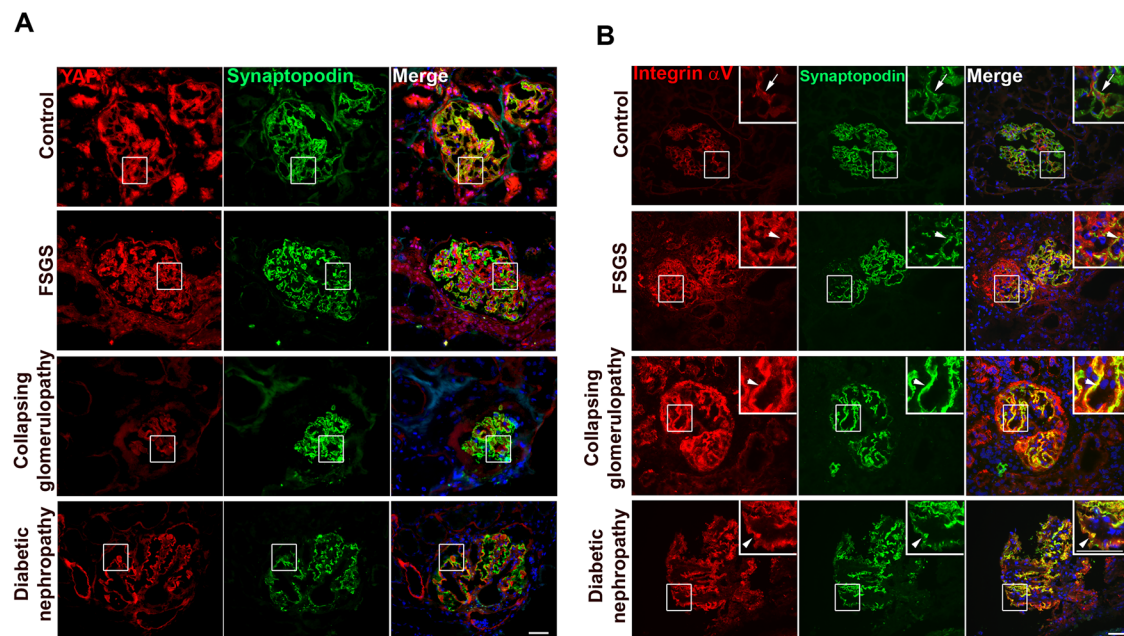 A
YAP
Synaptopodin
Merge
Control
FSGS
Collapsing
glomerulopathy
Diabetic
nephropathy
B
Integrin αV
Synaptopodin
Merge
Control
FSGS
Collapsing
glomerulopathy
Diabetic
nephropathy